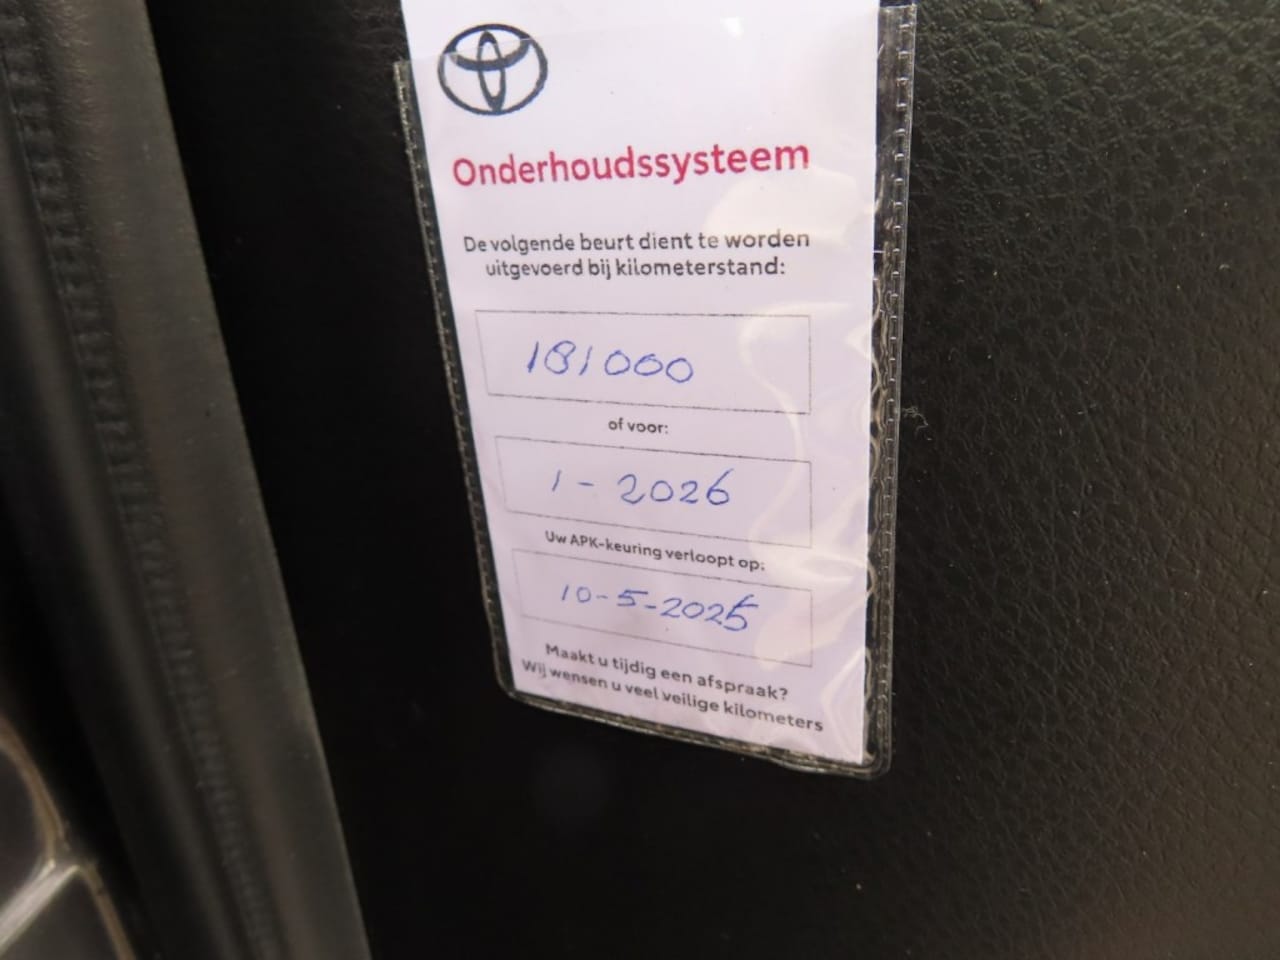 Onderhoudssysteem
De volgende beurt dient te worden
uitgevoerd bij kilometerstand:
181000
of voor:
1-2026
Uw APK-keuring verloopt op:
10-5-2025
Maakt u tijdig een afspraak?
Wij wensen u veel veilige kilometers